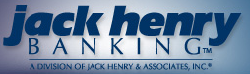 jack henry
BANKING™
A DIVISION OF JACK HENRY & ASSOCIATES, INC.®